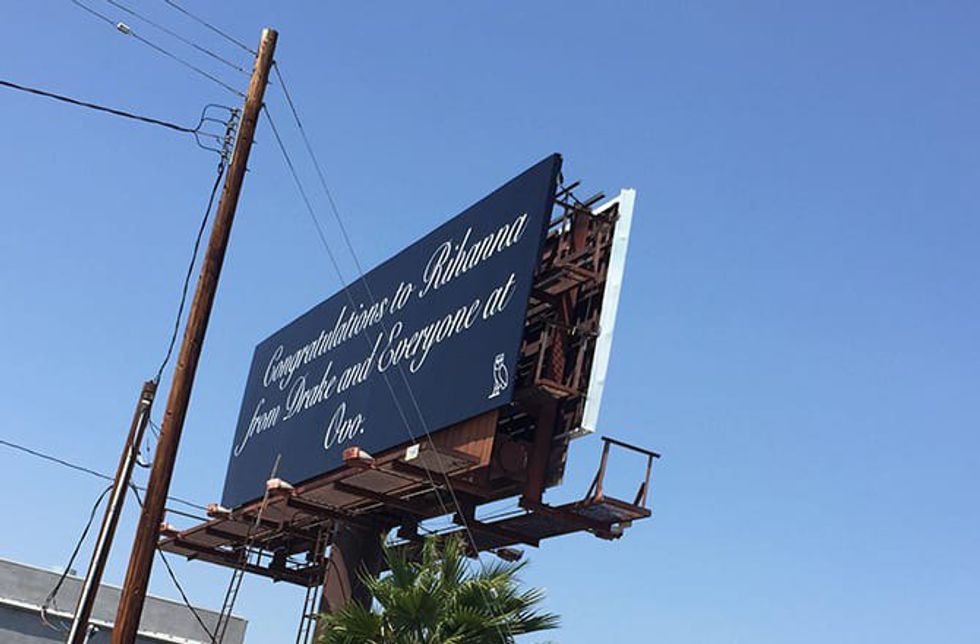 Congratulations to Rihanna
from Drake and Everyone at
Ovo.